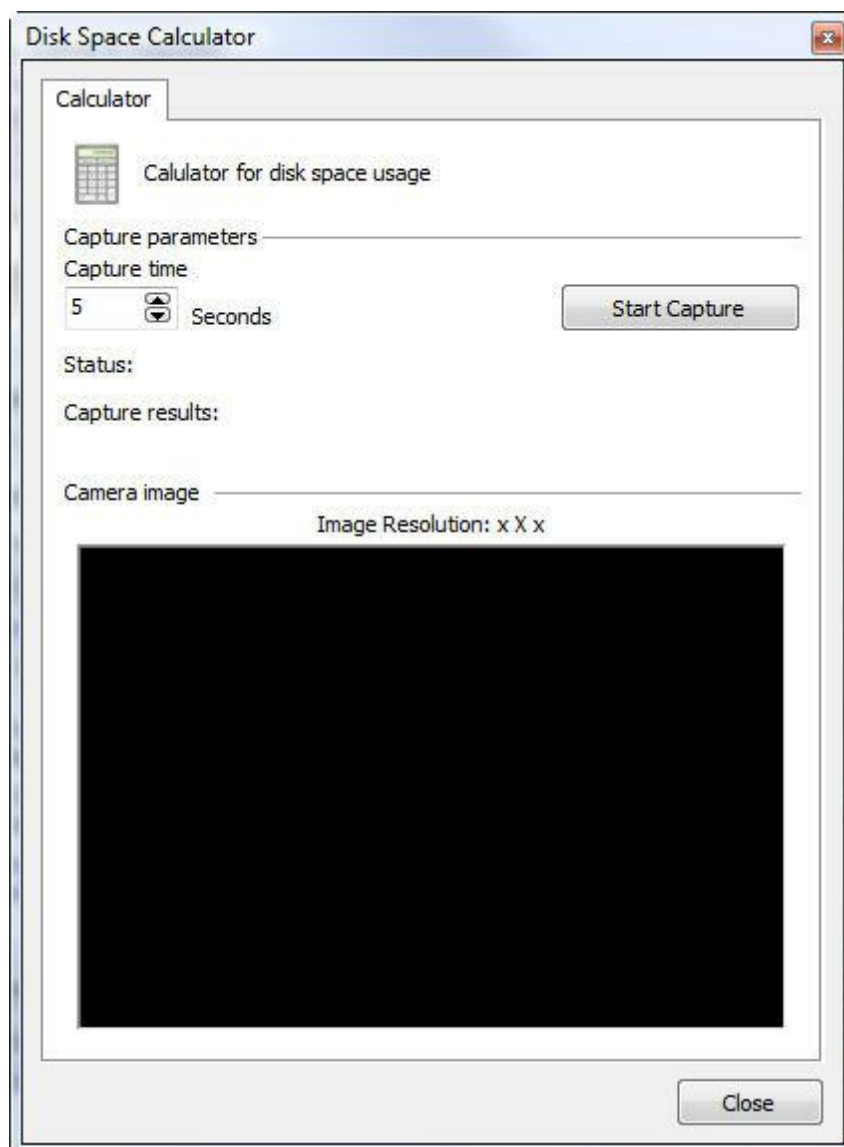 Disk Space Calculator
Calculator
Calulator for disk space usage
Capture parameters
Capture time
5 Seconds
Start Capture
Status:
Capture results:
Camera image
Image Resolution: x X x
Close